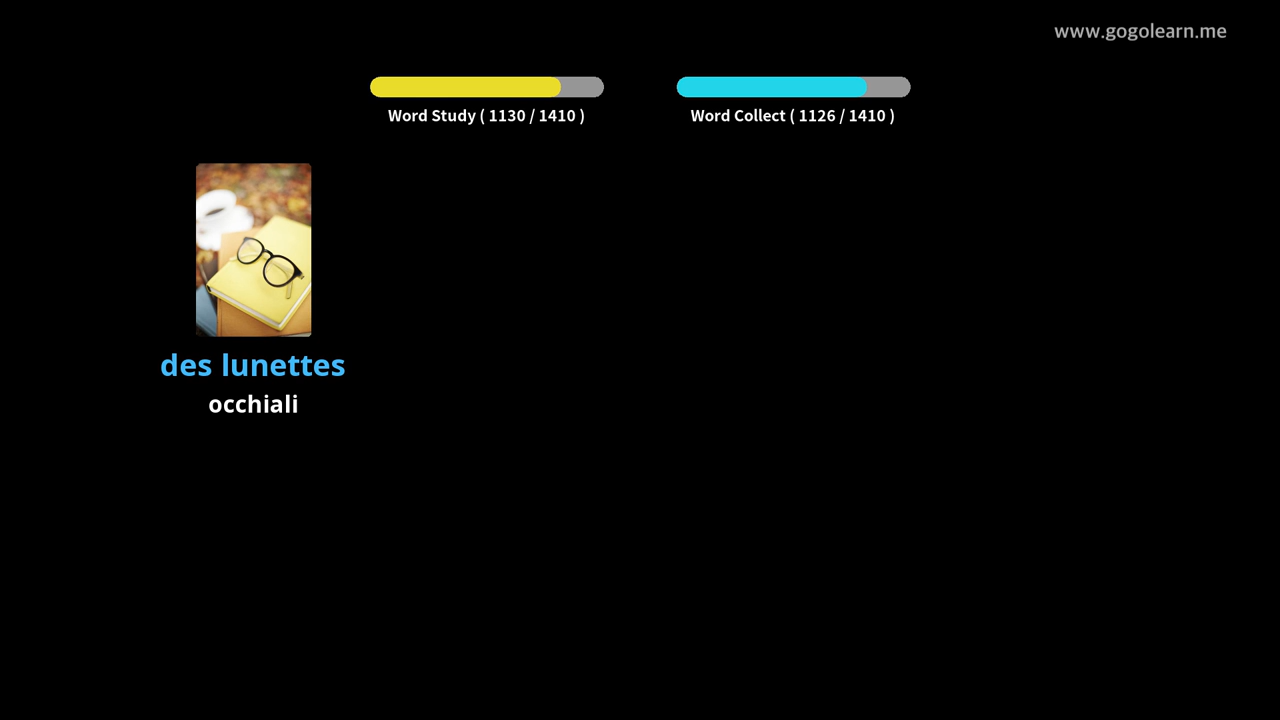 www.gogolearn.me
Word Study ( 1130 / 1410 )
Word Collect ( 1126 / 1410 )
des lunettes
occhiali